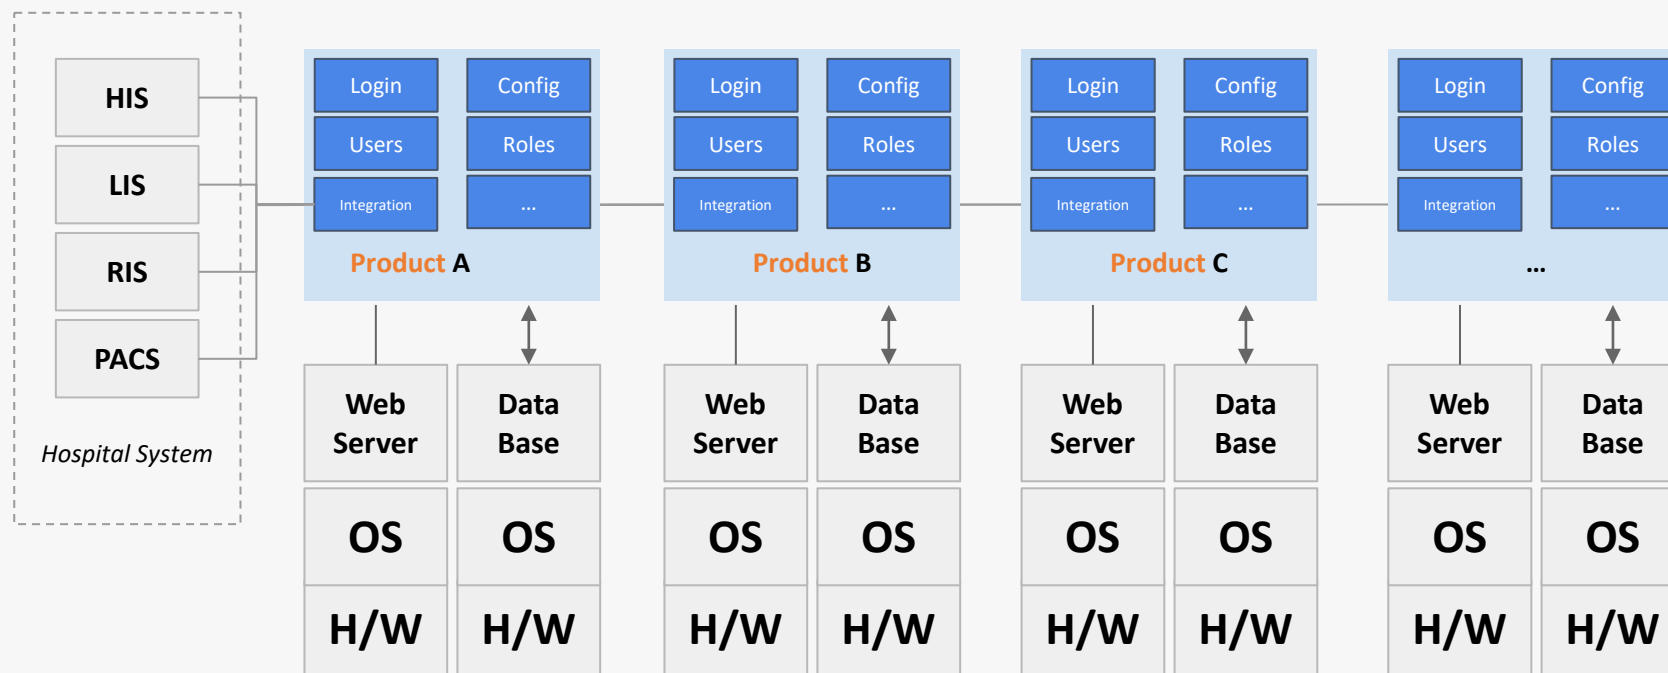 HIS
LIS
RIS
PACS
Hospital System
Login
Config
Users
Roles
Integration
...
Product A
Web
Server
Data
Base
OS
OS
H/W
H/W
Login
Config
Users
Roles
Integration
...
Product B
Web
Server
Data
Base
OS
OS
H/W
H/W
Login
Config
Users
Roles
Integration
...
Product C
Web
Server
Data
Base
OS
OS
H/W
H/W
Login
Config
Users
Roles
Integration
...
...
Web
Server
Data
Base
OS
OS
H/W
H/W